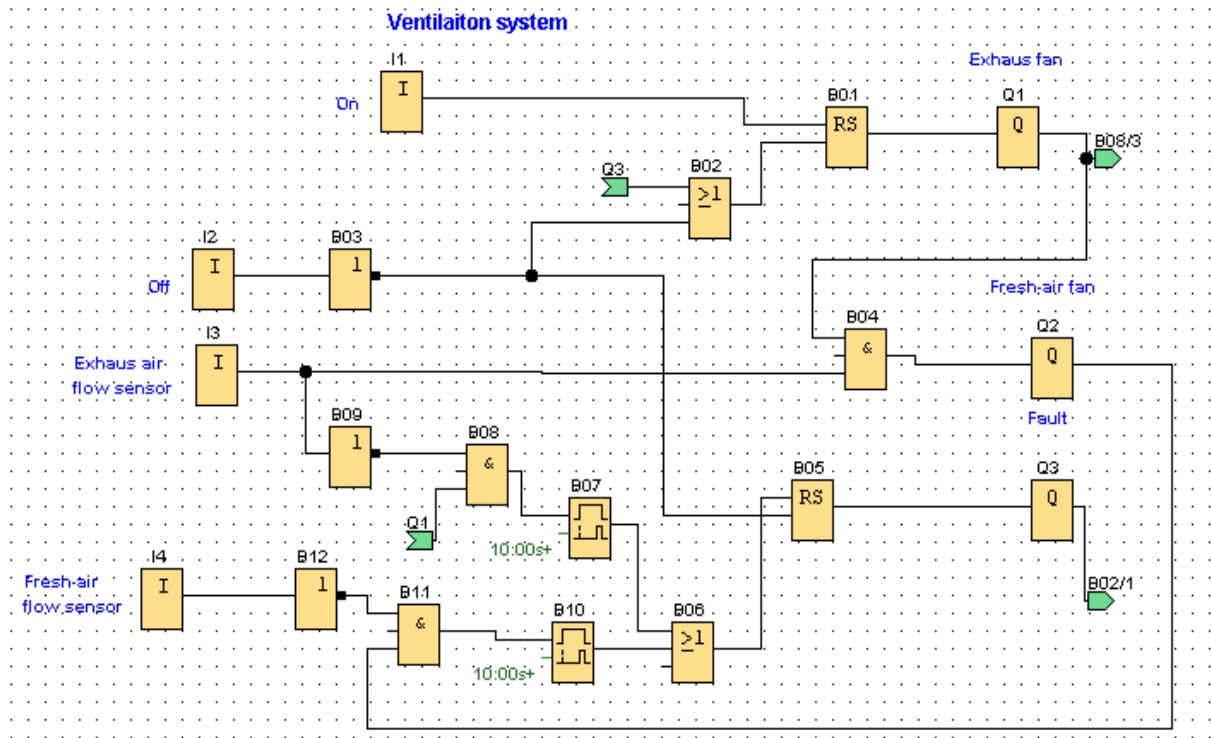 Ventilaiton system
I1
I
On
B01
RS
Exhaus fan
Q1
Q
B08/3
Q3
B02
>1
I2
I
Off
B03
1
I3
I
Exhaus air
flow sensor
B04
&
Fresh-air fan
Q2
Q
B09
1
B08
&
Q1
B07
10:00s+
B05
RS
Fault
Q3
Q
B02/1
I4
I
Fresh-air
flow sensor
B12
1
B11
&
B10
10:00s+
B06
>1